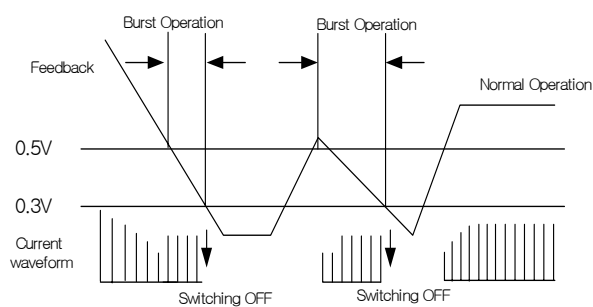 Burst Operation
Burst Operation
Feedback
Normal Operation
0.5V
0.3V
Current
waveform
Switching OFF
Switching OFF